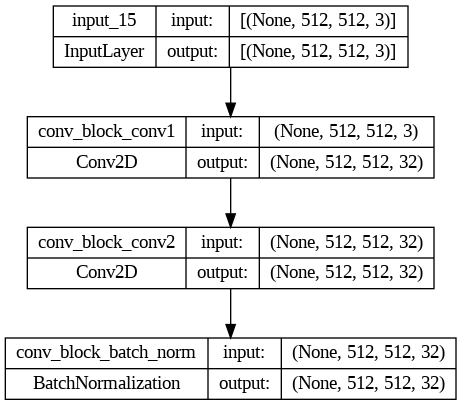 input_15 input: [(None, 512, 512, 3)]
InputLayer output: [(None, 512, 512, 3)]
conv_block_conv1 input: (None, 512, 512, 3)
Conv2D output: (None, 512, 512, 32)
conv_block_conv2 input: (None, 512, 512, 32)
Conv2D output: (None, 512, 512, 32)
conv_block_batch_norm input: (None, 512, 512, 32)
BatchNormalization output: (None, 512, 512, 32)